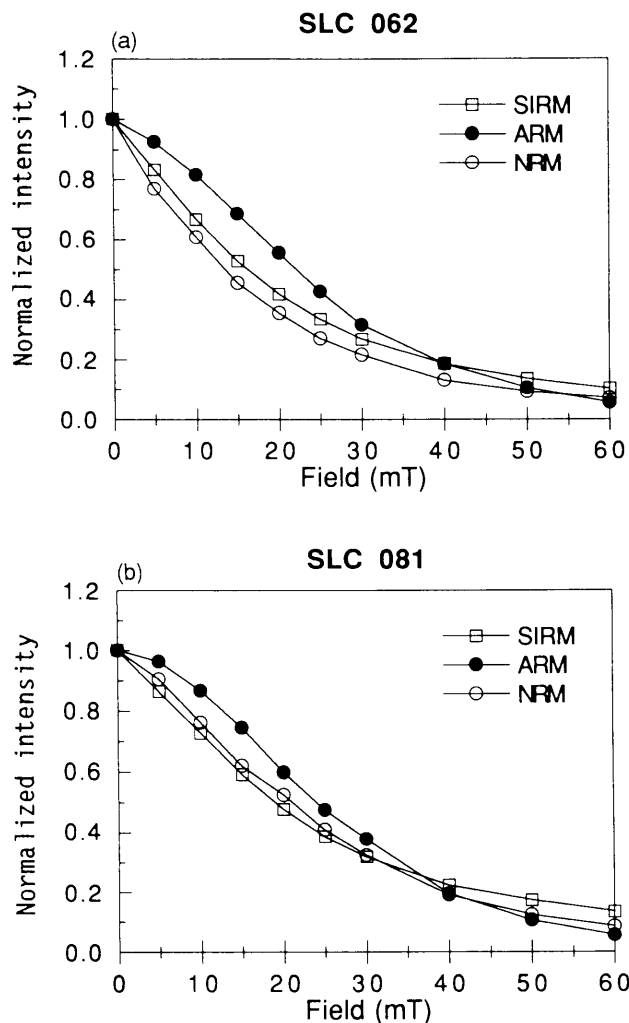 SLC 062
(a)
1.2
1.0
0.8
0.6
0.4
0.2
0.0
Normalized intensity
SIRM
ARM
NRM
0 10 20 30 40 50 60
Field (mT)
SLC 081
(b)
1.2
1.0
0.8
0.6
0.4
0.2
0.0
Normalized intensity
SIRM
ARM
NRM
0 10 20 30 40 50 60
Field (mT)